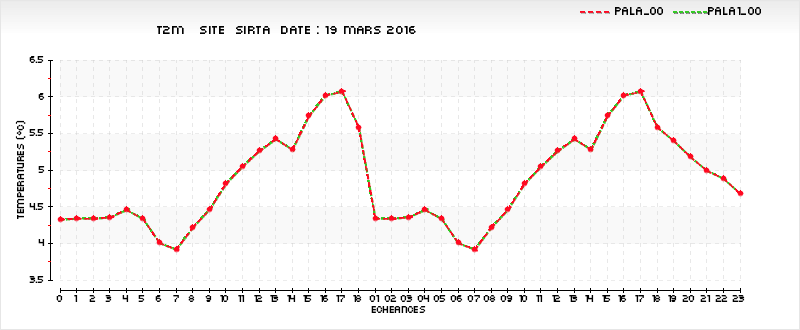 PALA_00 PALA1_00
T2M SITE SIRTA DATE : 19 MARS 2016
TEMPERATURES (°C)
6.5
6
5.5
5
4.5
4
3.5
0 1 2 3 4 5 6 7 8 9 10 11 12 13 14 15 16 17 18 01 02 03 04 05 06 07 08 09 10 11 12 13 14 15 16 17 18 19 20 21 22 23
ECHEANCES